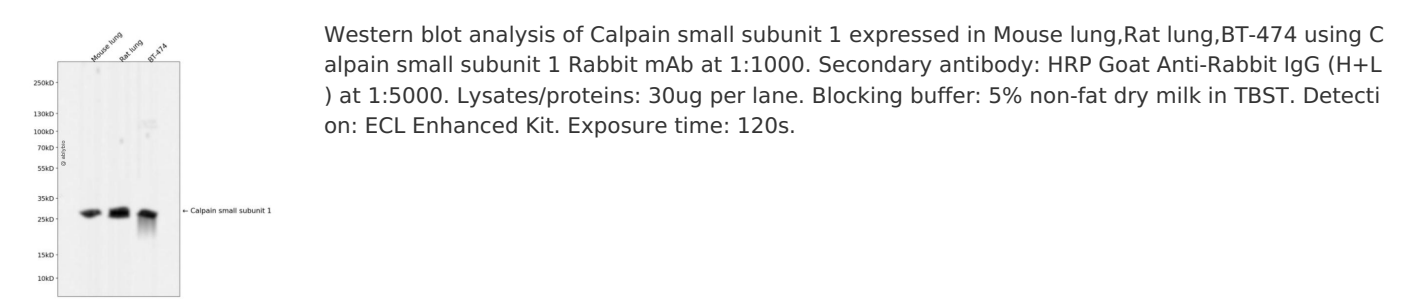 Mouse lung
Rat lung
BT-474
250kD
130kD
100kD
70kD
55kD
35kD
25kD
15kD
10kD
← Calpain small subunit 1
Western blot analysis of Calpain small subunit 1 expressed in Mouse lung,Rat lung,BT-474 using C
alpain small subunit 1 Rabbit mAb at 1:1000. Secondary antibody: HRP Goat Anti-Rabbit IgG (H+L
) at 1:5000. Lysates/proteins: 30ug per lane. Blocking buffer: 5% non-fat dry milk in TBST. Detecti
on: ECL Enhanced Kit. Exposure time: 120s.